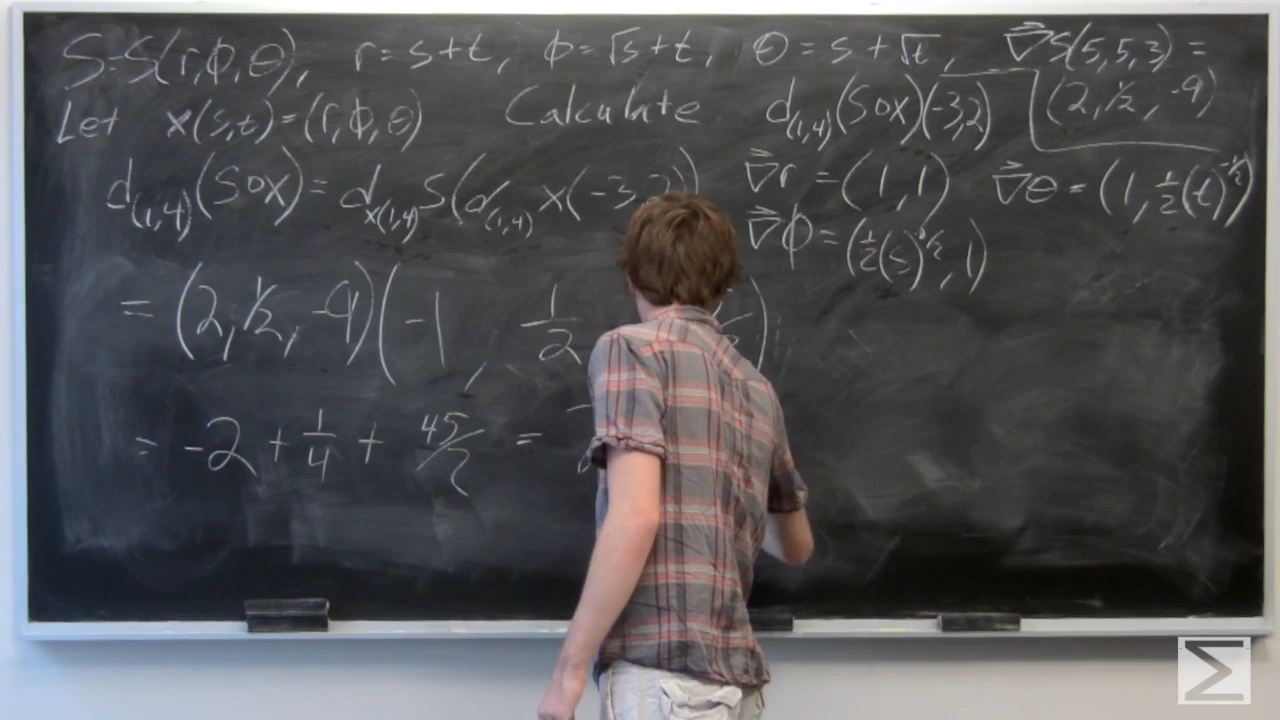 S=S(r,ϕ,θ), r=s+t, ϕ=√s+t, θ=s+√t, ∇⃗S(5,5,3)=
Let x(s,t)=(r,ϕ,θ) Calculate d(1,4)(S∘x)(-3,2) (2,1/2,-9)
d(1,4)(S∘x)= d x(1,4) S(d(1,4) x(-3,2)) ∇⃗r=(1,1) ∇⃗θ=(1,1/2(t)^-1/2)
∇⃗ϕ=(1/2(s)^-1/2,1)
=(2,1/2,-9)(-1, 1/2
=-2+1/4+45/2=
Σ